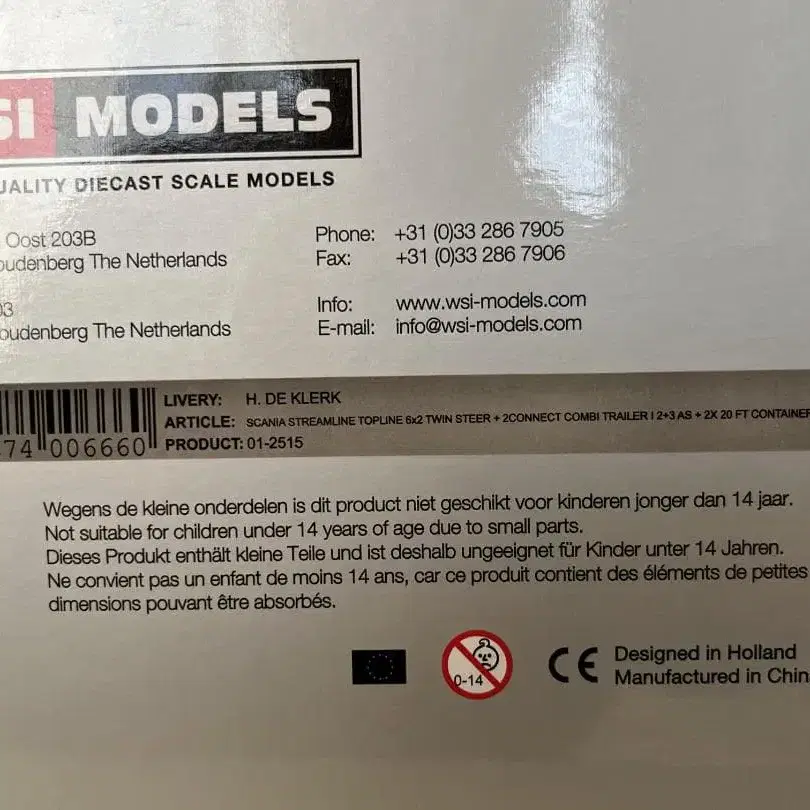 SI MODELS
UALITY DIECAST SCALE MODELS
Oost 203B
oudenberg The Netherlands
03
oudenberg The Netherlands
Phone: +31 (0)33 286 7905
Fax: +31 (0)33 286 7906
Info: www.wsi-models.com
E-mail: info@wsi-models.com
LIVERY: H. DE KLERK
ARTICLE: SCANIA STREAMLINE TOPLINE 6x2 TWIN STEER + 2CONNECT COMBI TRAILER | 2+3 AS + 2X 20 FT CONTAINER
PRODUCT: 01-2515
74 006660
Wegens de kleine onderdelen is dit product niet geschikt voor kinderen jonger dan 14 jaar.
Not suitable for children under 14 years of age due to small parts.
Dieses Produkt enthält kleine Teile und ist deshalb ungeeignet für Kinder unter 14 Jahren.
Ne convient pas un enfant de moins 14 ans, car ce produit contient des éléments de petites
dimensions pouvant être absorbés.
0-14
CE
Designed in Holland
Manufactured in Chin